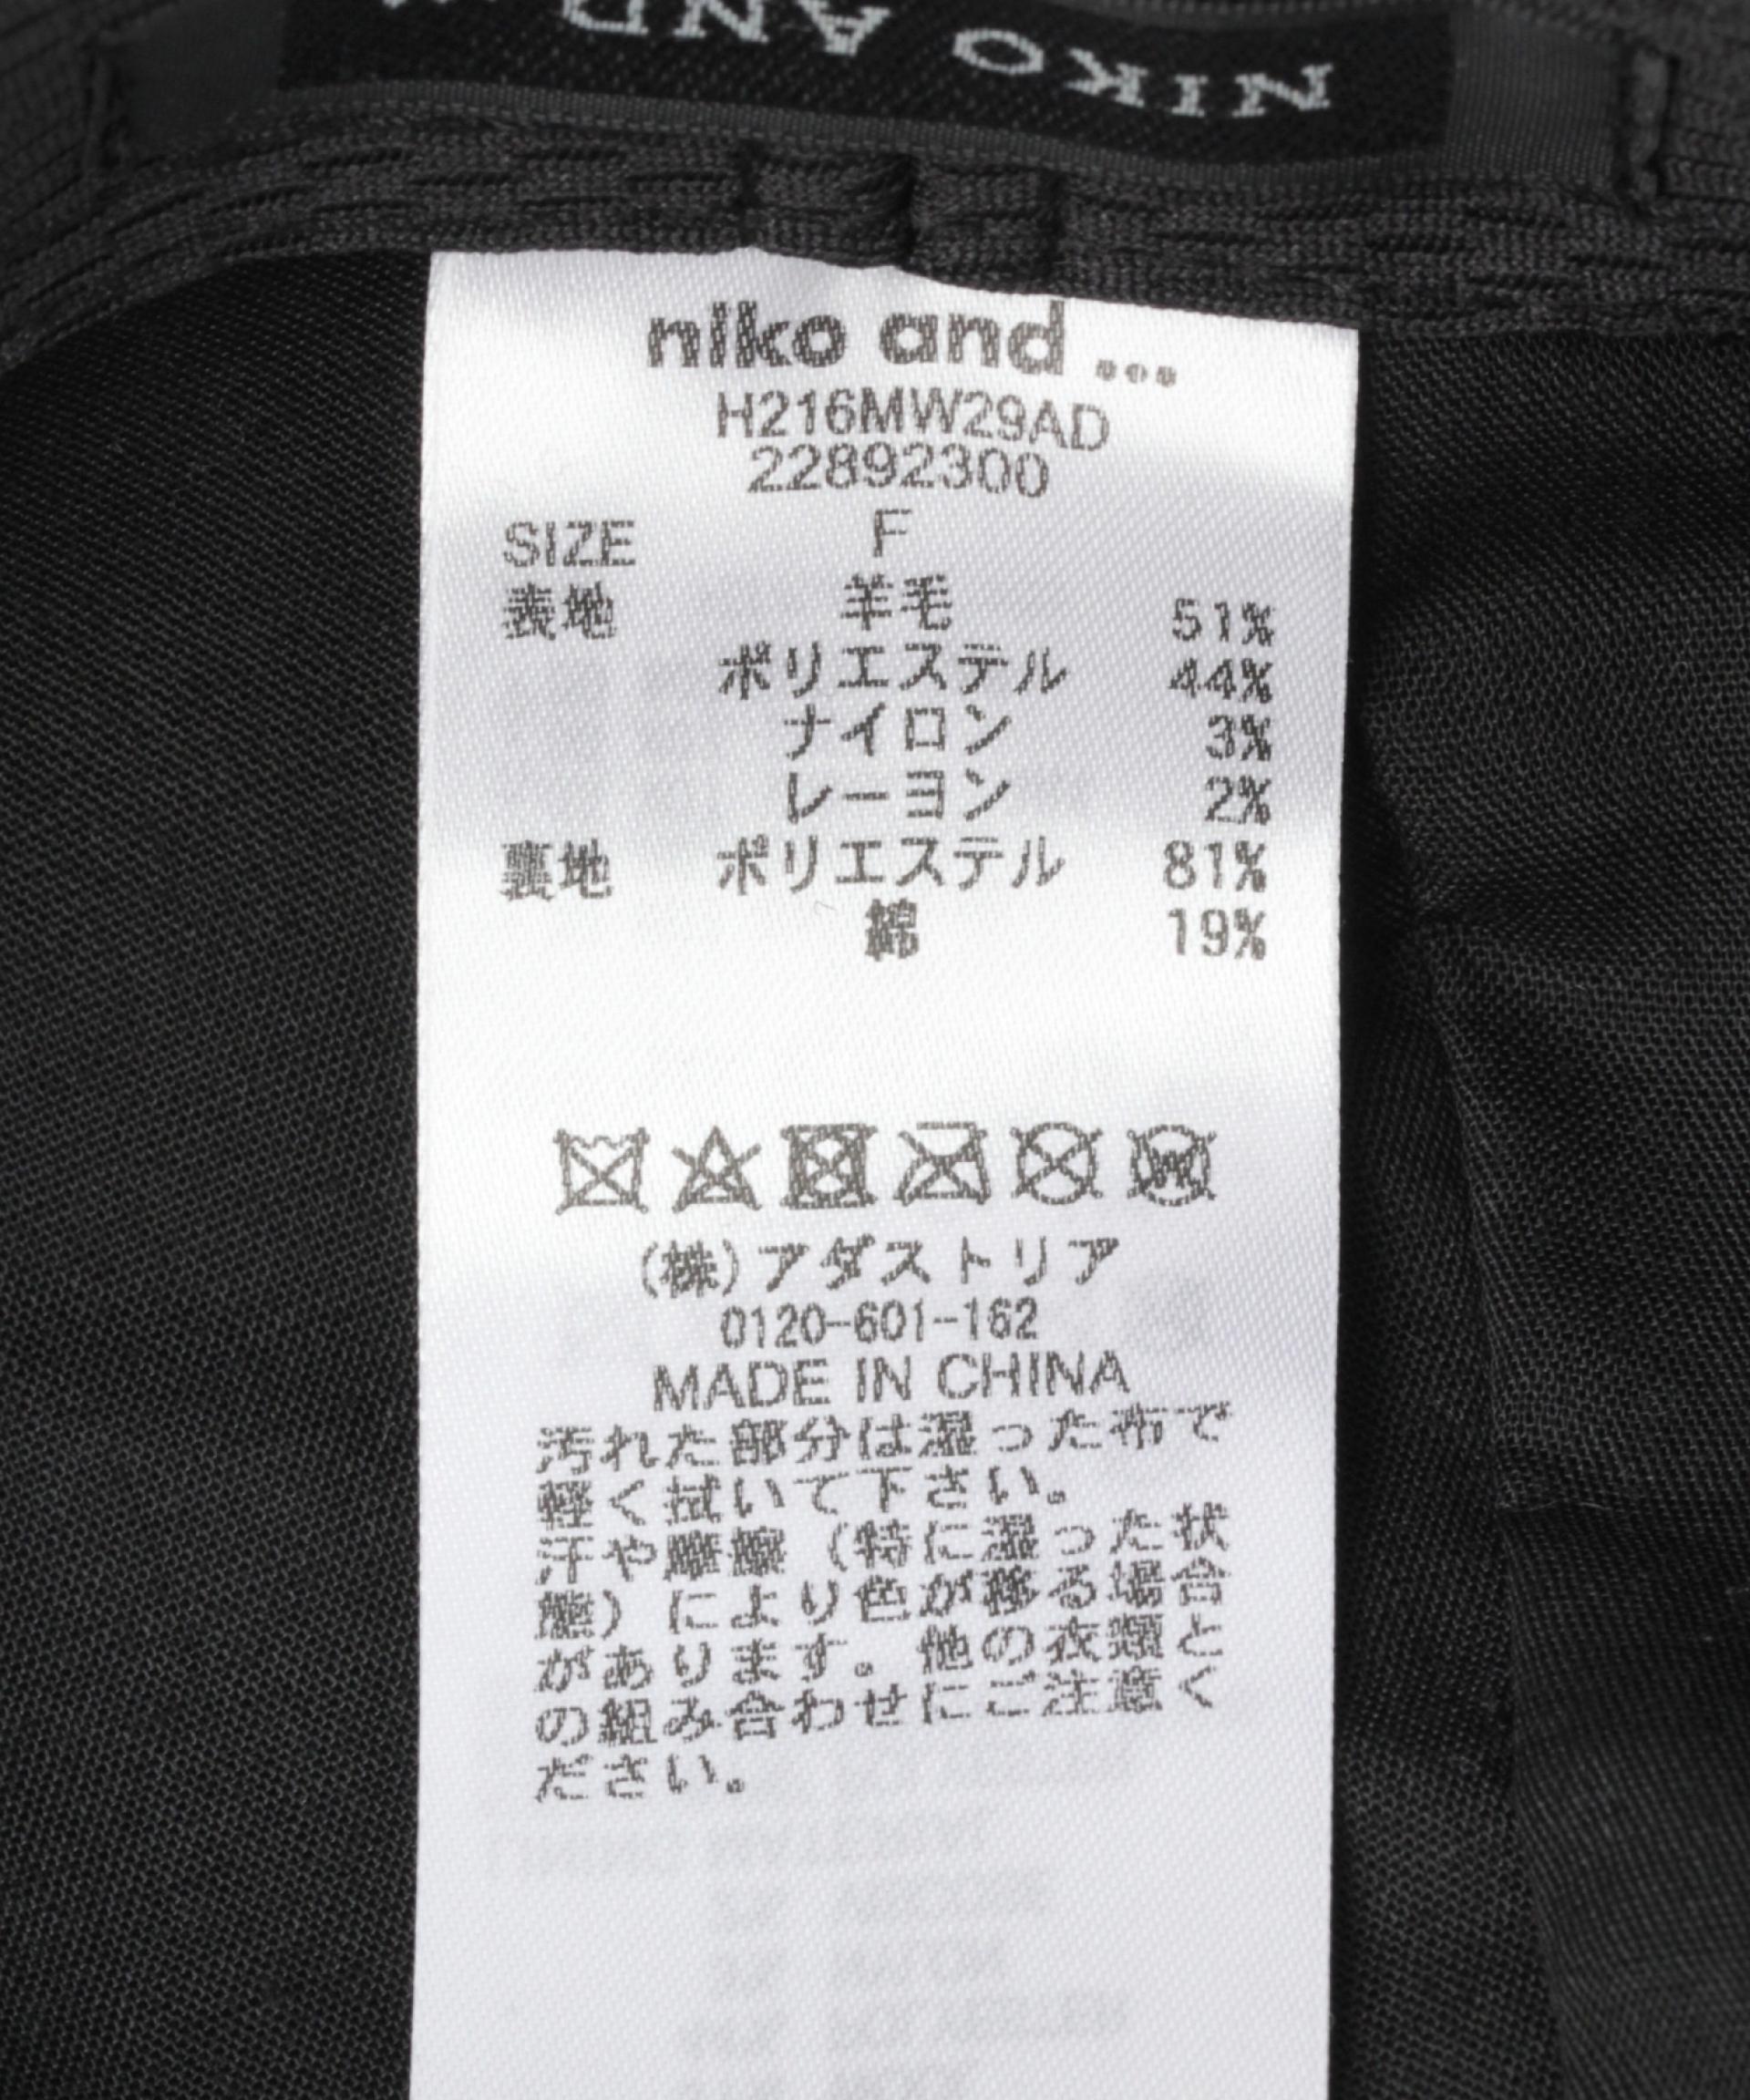 NIKO AND
niko and ...
H216MW29AD
22892300
SIZE F
表地 羊毛 51%
ポリエステル 44%
ナイロン 3%
レーヨン 2%
裏地 ポリエステル 81%
綿 19%
W
(株)アダストリア
0120-601-162
MADE IN CHINA
汚れた部分は湿った布で
軽く拭いて下さい。
汗や摩擦(特に湿った状
態)により色が移る場合
があります。他の衣類と
の組み合わせにご注意く
ださい。